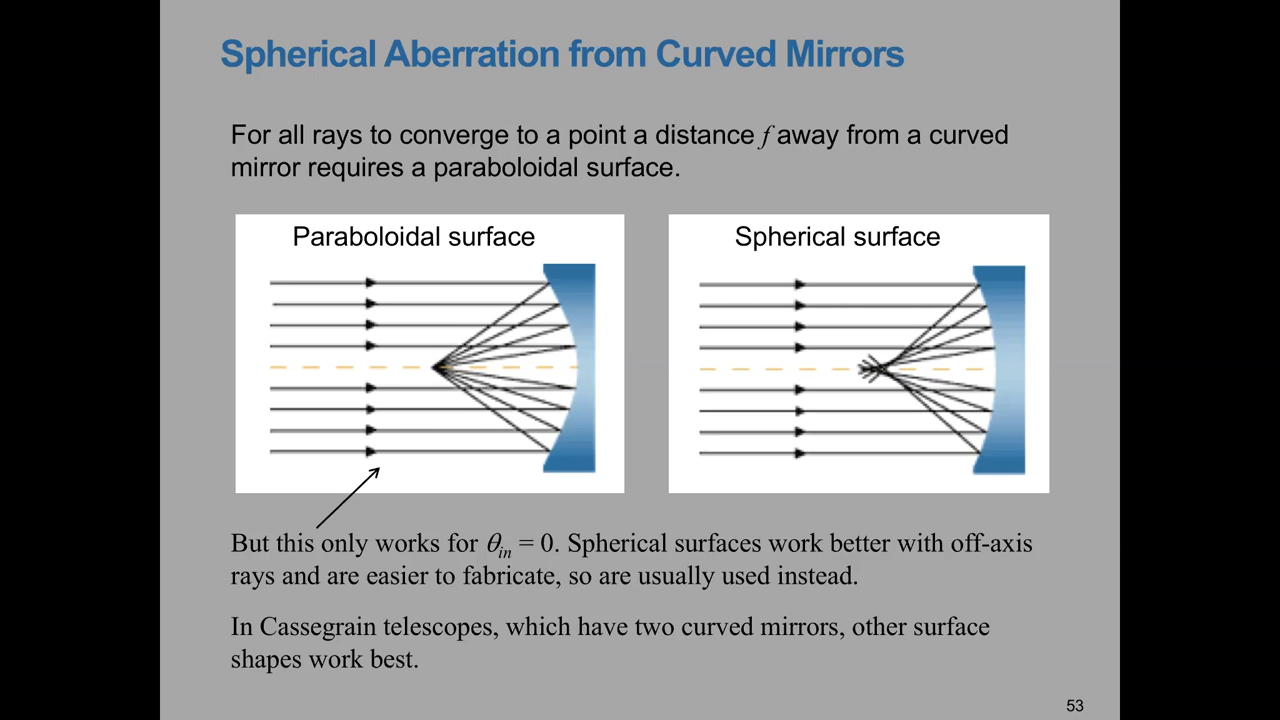 Spherical Aberration from Curved Mirrors
For all rays to converge to a point a distance f away from a curved
mirror requires a paraboloidal surface.
Paraboloidal surface
Spherical surface
But this only works for θin = 0. Spherical surfaces work better with off-axis
rays and are easier to fabricate, so are usually used instead.
In Cassegrain telescopes, which have two curved mirrors, other surface
shapes work best.
53